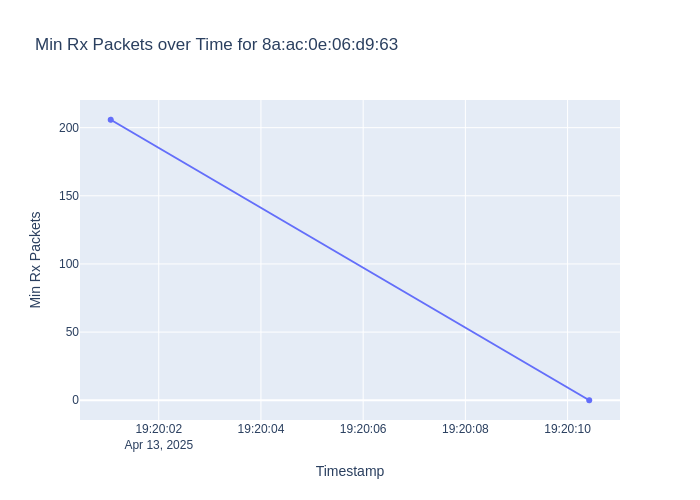 Min Rx Packets over Time for 8a:ac:0e:06:d9:63
Min Rx Packets
200
150
100
50
0
19:20:02
Apr 13, 2025
19:20:04
19:20:06
19:20:08
19:20:10
Timestamp